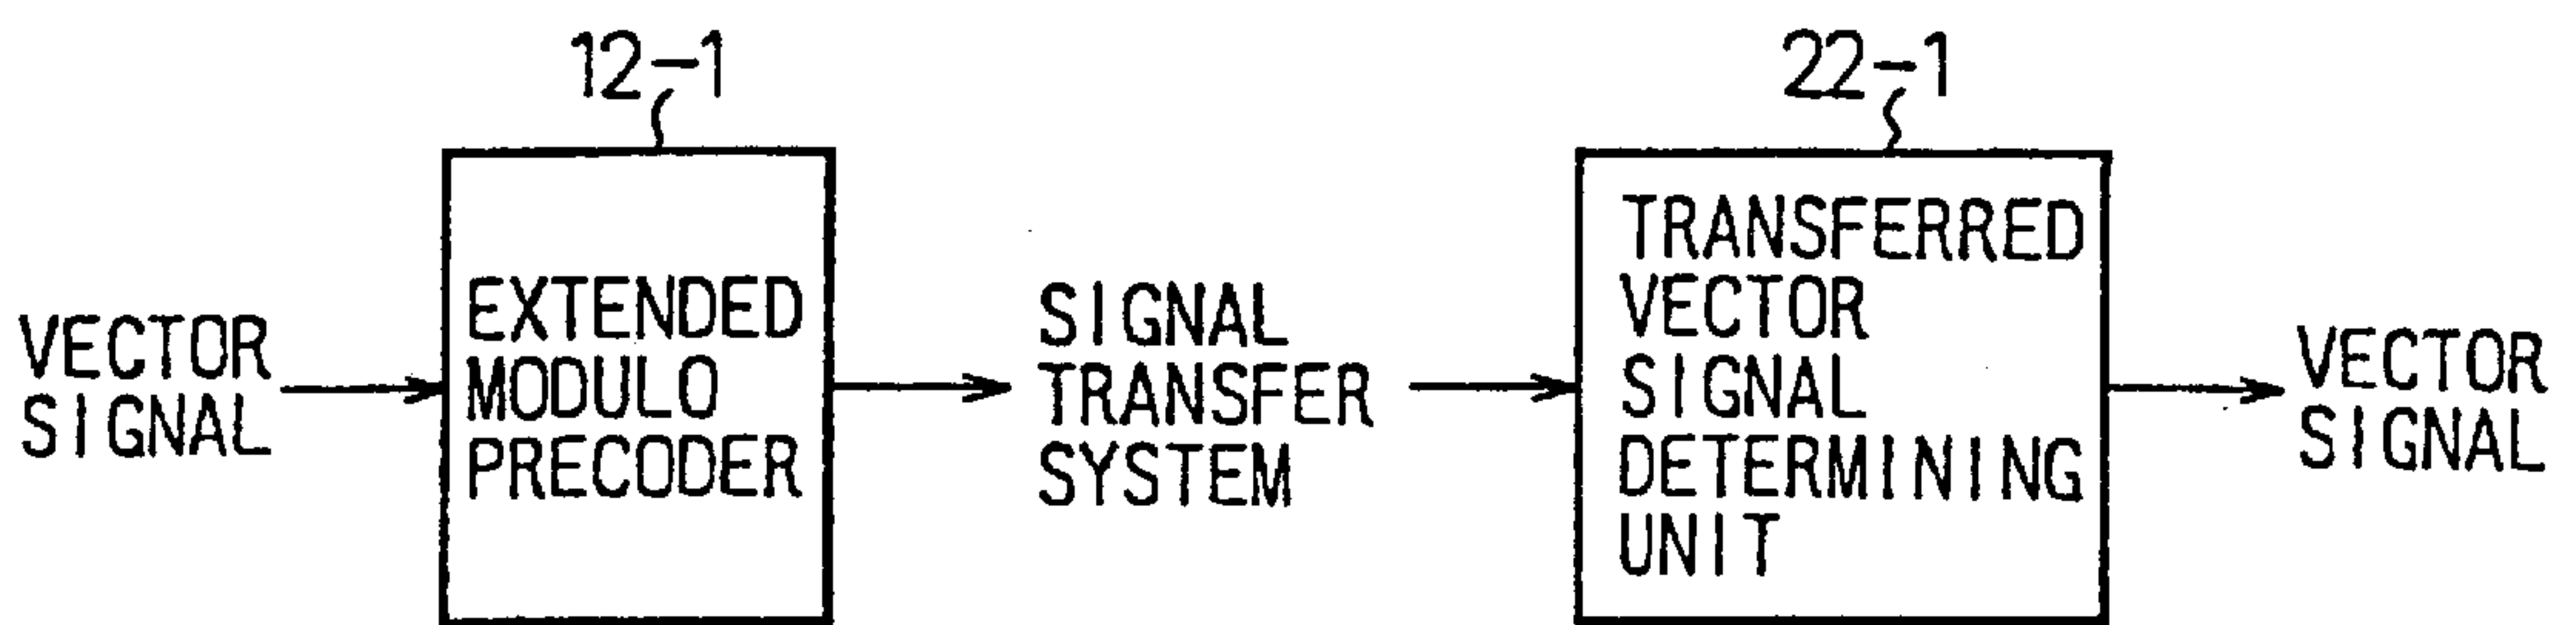 12-1
22-1
VECTOR
SIGNAL
EXTENDED
MODULO
PRECODER
SIGNAL
TRANSFER
SYSTEM
TRANSFERRED
VECTOR
SIGNAL
DETERMINING
UNIT
VECTOR
SIGNAL